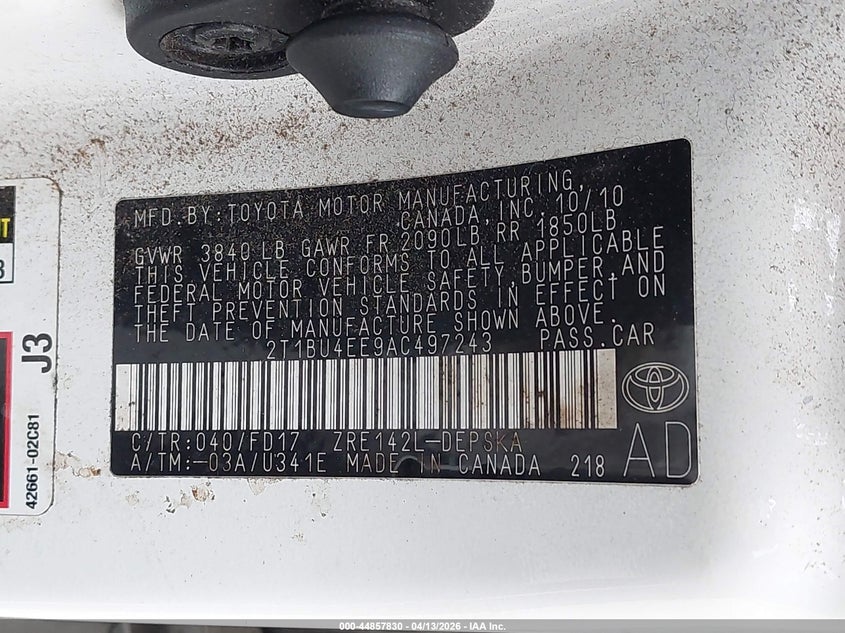 MFD.BY:TOYOTA MOTOR MANUFACTURING,
CANADA,INC. 10/10
GVWR 3840 LB GAWR FR 2090LB RR 1850LB
THIS VEHICLE CONFORMS TO ALL APPLICABLE
FEDERAL MOTOR VEHICLE SAFETY,BUMPER,AND
THEFT PREVENTION STANDARDS IN EFFECT ON
THE DATE OF MANUFACTURE SHOWN ABOVE.
2T1BU4EE9AC497243 PASS.CAR
C/TR:040/FD17 ZRE142L-DEPSKA
A/TM:-03A/U341E MADE IN CANADA 218
AD
J3
42661-02C81
000-44857830 - 04/13/2026 - IAA Inc.